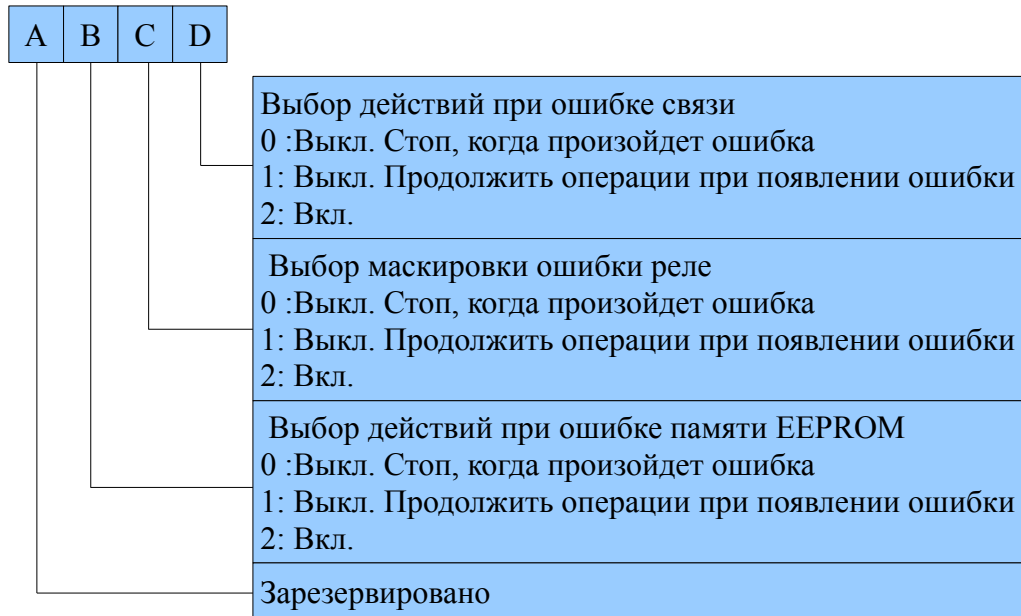 A B C D
Выбор действий при ошибке связи
0 :Выкл. Стоп, когда произойдет ошибка
1: Выкл. Продолжить операции при появлении ошибки
2: Вкл.
Выбор маскировки ошибки реле
0 :Выкл. Стоп, когда произойдет ошибка
1: Выкл. Продолжить операции при появлении ошибки
2: Вкл.
Выбор действий при ошибке памяти EEPROM
0 :Выкл. Стоп, когда произойдет ошибка
1: Выкл. Продолжить операции при появлении ошибки
2: Вкл.
Зарезервировано